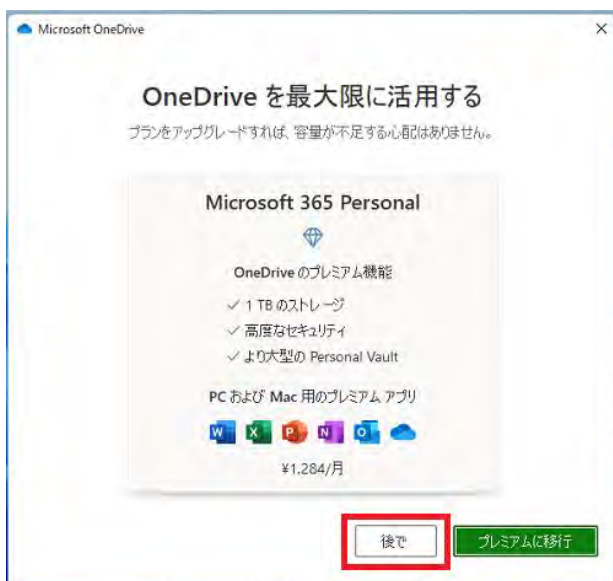 Microsoft OneDrive
OneDrive を最大限に活用する
プランをアップグレードすれば、容量が不足する心配はありません。
Microsoft 365 Personal
OneDrive のプレミアム機能
✓ 1 TB のストレージ
✓ 高度なセキュリティ
✓ より大型の Personal Vault
PC および Mac 用のプレミアム アプリ
W X P N O
¥1,284/月
後で プレミアムに移行